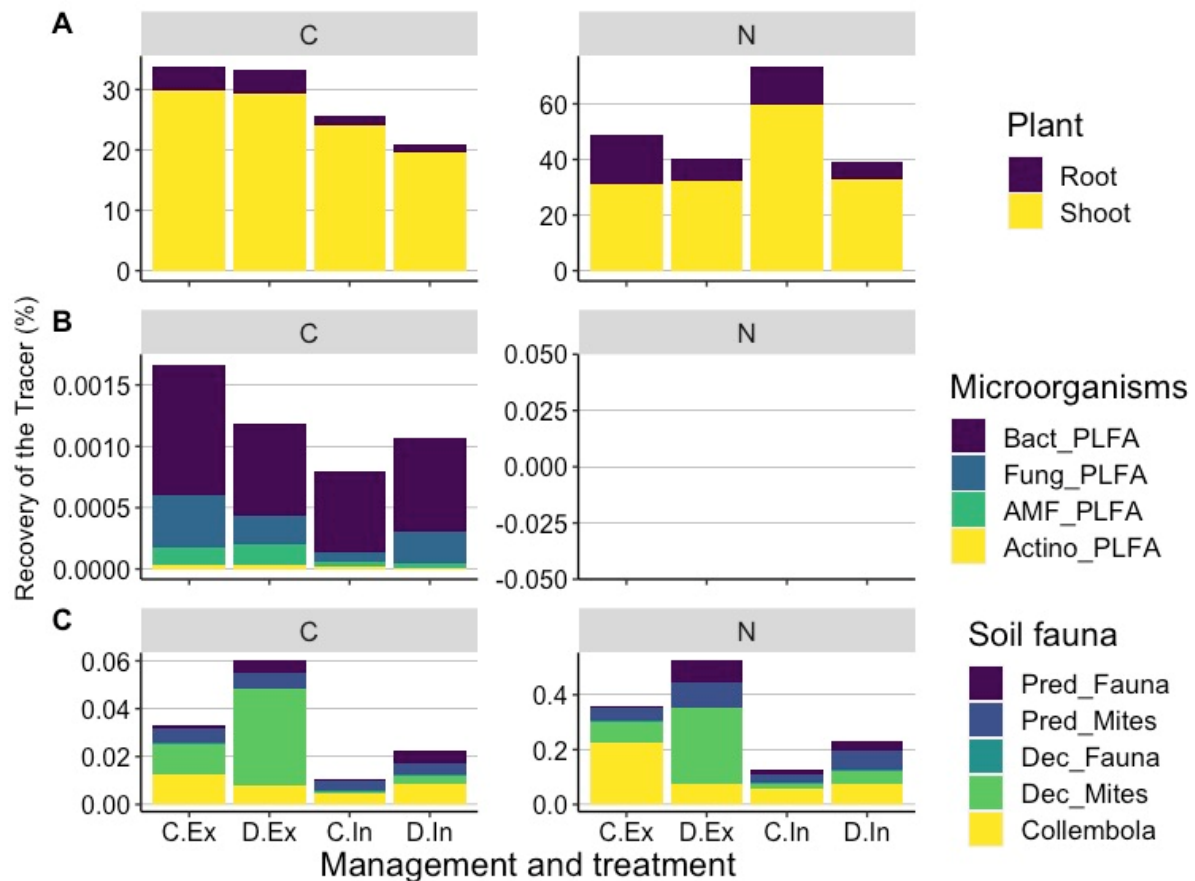 A
C
N
30
20
10
0
60
40
20
0
Plant
Root
Shoot
Recovery of the Tracer (%)
B
C
N
0.0015
0.0010
0.0005
0.0000
0.050
0.025
0.000
-0.025
-0.050
Microorganisms
Bact_PLFA
Fung_PLFA
AMF_PLFA
Actino_PLFA
C
C
N
0.06
0.04
0.02
0.00
0.4
0.2
0.0
C.Ex D.Ex C.In D.In
C.Ex D.Ex C.In D.In
Management and treatment
Soil fauna
Pred_Fauna
Pred_Mites
Dec_Fauna
Dec_Mites
Collembola